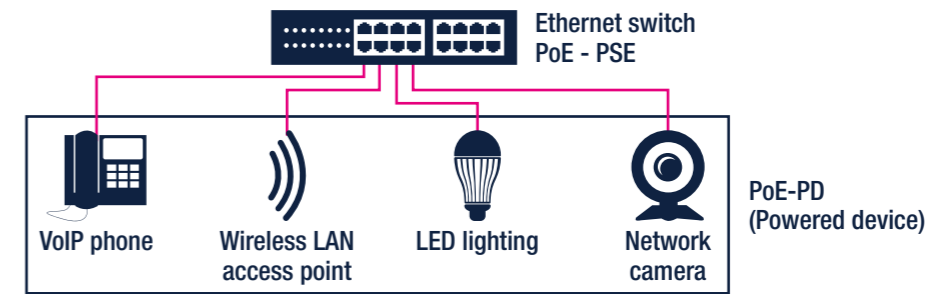 Ethernet switch
PoE - PSE
VoIP phone
Wireless LAN
access point
LED lighting
Network
camera
PoE-PD
(Powered device)